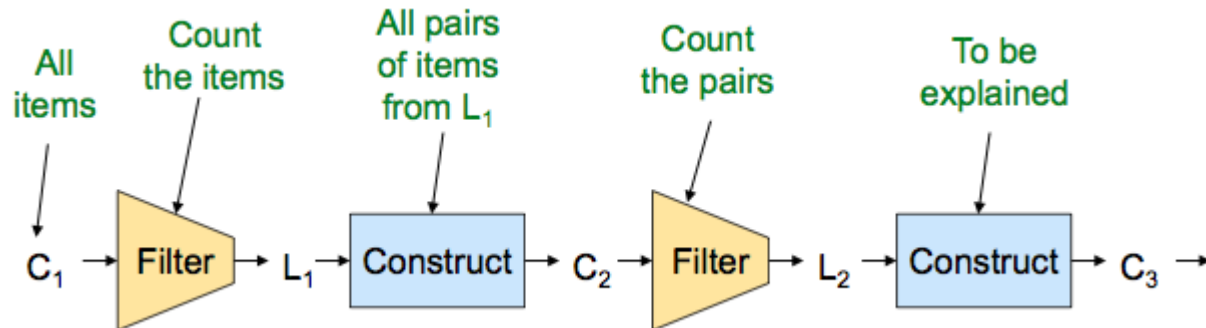 All
items
Count
the items
All pairs
of items
from L₁
Count
the pairs
To be
explained
C₁
Filter
L₁
Construct
C₂
Filter
L₂
Construct
C₃